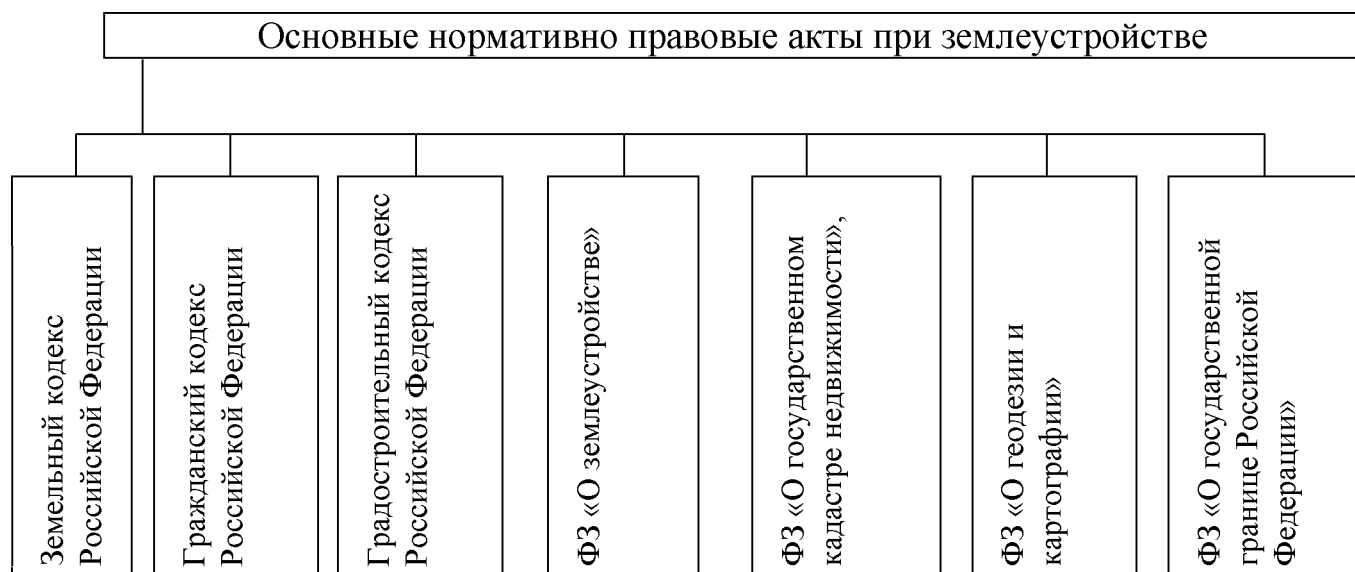 Основные нормативно правовые акты при землеустройстве
Земельный кодекс
Российской Федерации
Гражданский кодекс
Российской Федерации
Градостроительный кодекс
Российской Федерации
ФЗ «О землеустройстве»
ФЗ «О государственном
кадастре недвижимости»,
ФЗ «О геодезии и
картографии»
ФЗ «О государственной
границе Российской
Федерации»